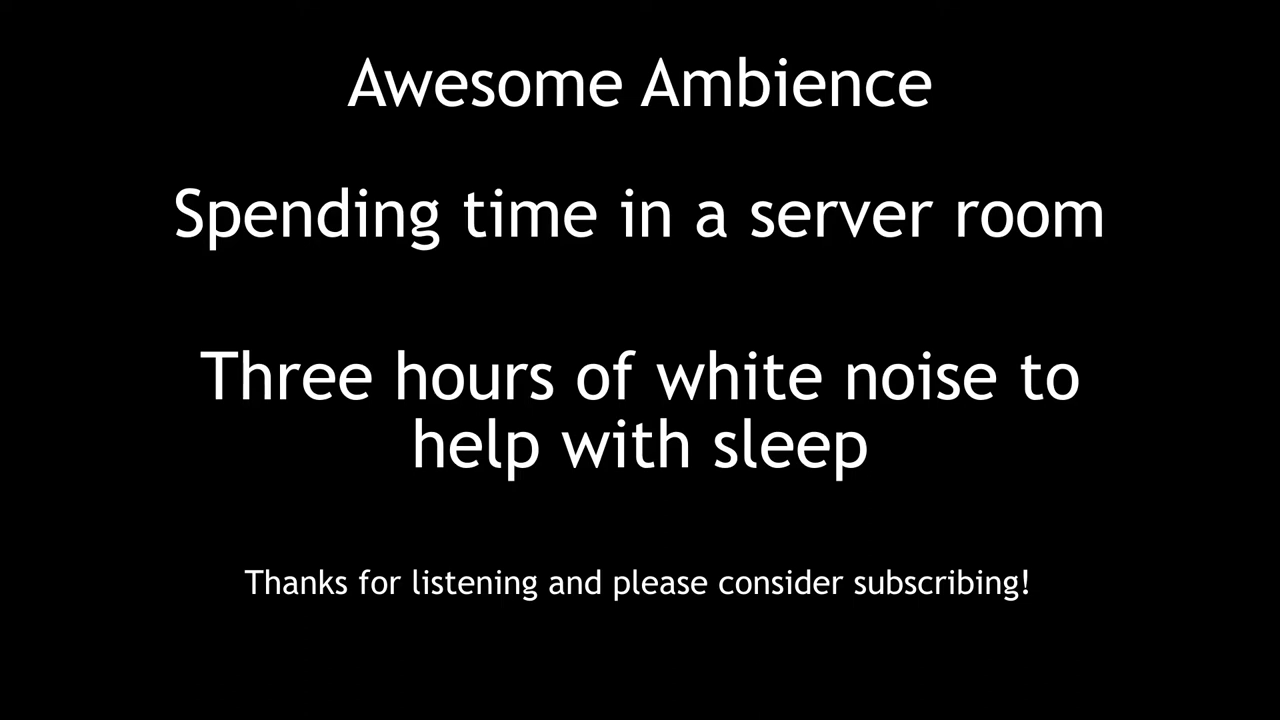 Awesome Ambience
Spending time in a server room
Three hours of white noise to
help with sleep
Thanks for listening and please consider subscribing!